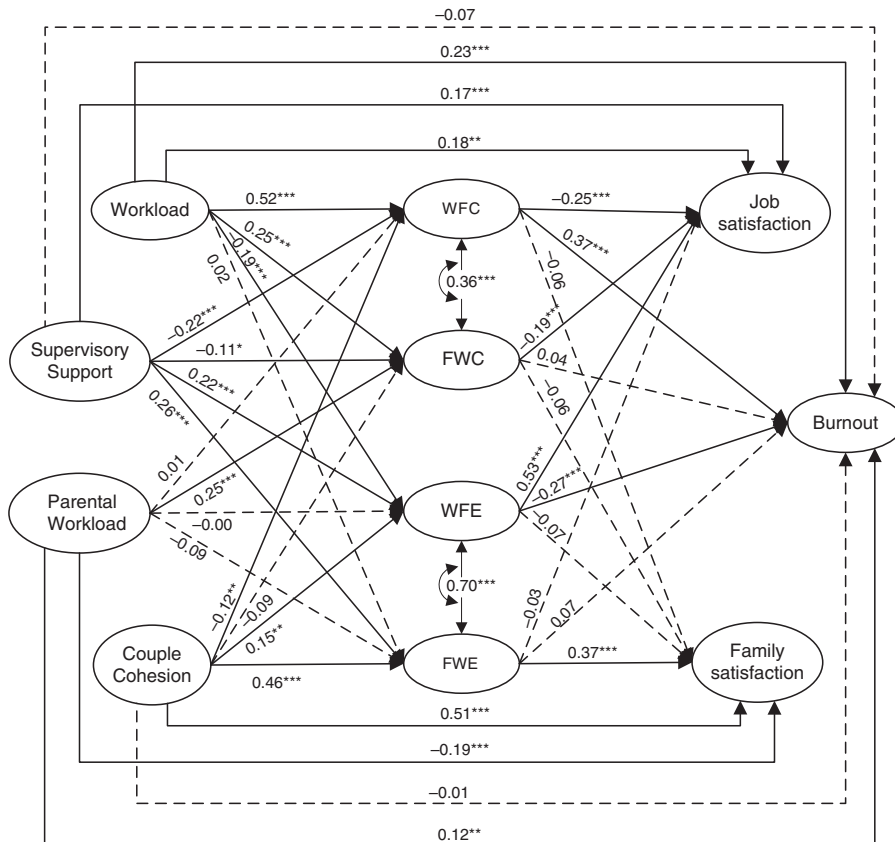 −0.07
0.23***
0.17***
0.18**
Workload
0.52***
WFC
−0.25***
Job
satisfaction
0.25***
−0.19***
0.02
0.37***
−0.06
0.36***
−0.22***
Supervisory
Support
−0.11*
FWC
−0.19***
0.04
0.22***
0.26***
−0.06
Burnout
0.01
Parental
Workload
0.25***
−0.00
−0.09
WFE
0.53***
−0.27***
−0.07
0.70***
−0.12**
−0.09
0.15**
−0.03
0.07
Couple
Cohesion
0.46***
FWE
0.37***
Family
satisfaction
0.51***
−0.19***
−0.01
0.12**